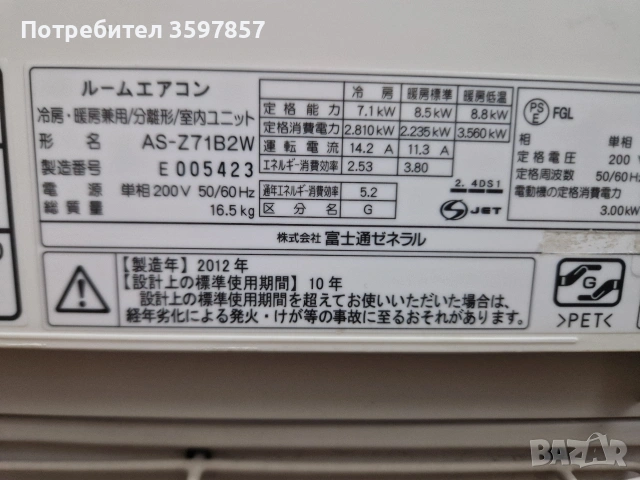 Потребител 3597857
ルームエアコン
冷房・暖房兼用/分離形/室内ユニット
形 名 AS-Z71B2W
製造番号 E 005423
電 源 単相200V 50/60Hz
総質量 16.5kg
冷 房 暖房標準 暖房低温
定格能力 7.1kW 8.5kW 8.8kW
定格消費電力 2.810kW 2.235kW 3.560kW
運転電流 14.2 A 11.3 A
エネルギー消費効率 2.53 3.80
通年エネルギー消費効率 5.2
区分名 G
2. 4DS1
JET
PS
E
FGL
相 単相
定格電圧 200
定格周波数 50/60Hz
電動機の定格消費電力
3.00kW
株式会社 富士通ゼネラル
【製造年】2012年
【設計上の標準使用期間】10年
設計上の標準使用期間を超えてお使いいただいた場合は、
経年劣化による発火・けが等の事故に至るおそれがあります。
G
>PET<
BAZAR